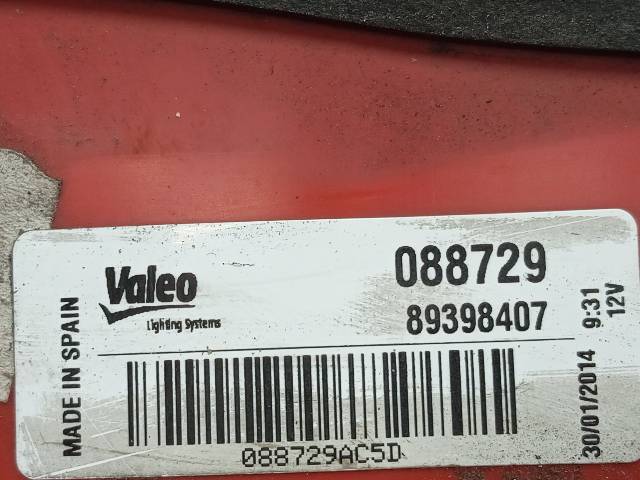 MADE IN SPAIN
Valeo
Lighting Systems
088729
89398407
088729AC5D
30/01/2014 9:31
12V